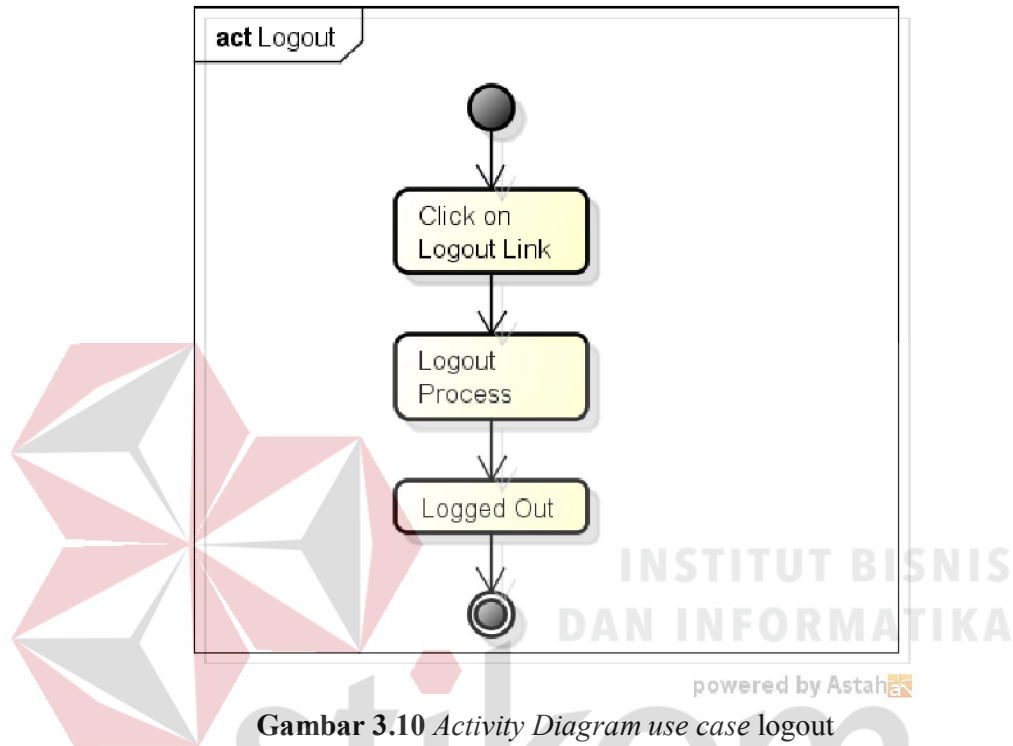 act Logout
Click on
Logout Link
Logout
Process
Logged Out
INSTITUT BISNIS
DAN INFORMATIKA
powered by Astah
stikom
Gambar 3.10 Activity Diagram use case logout